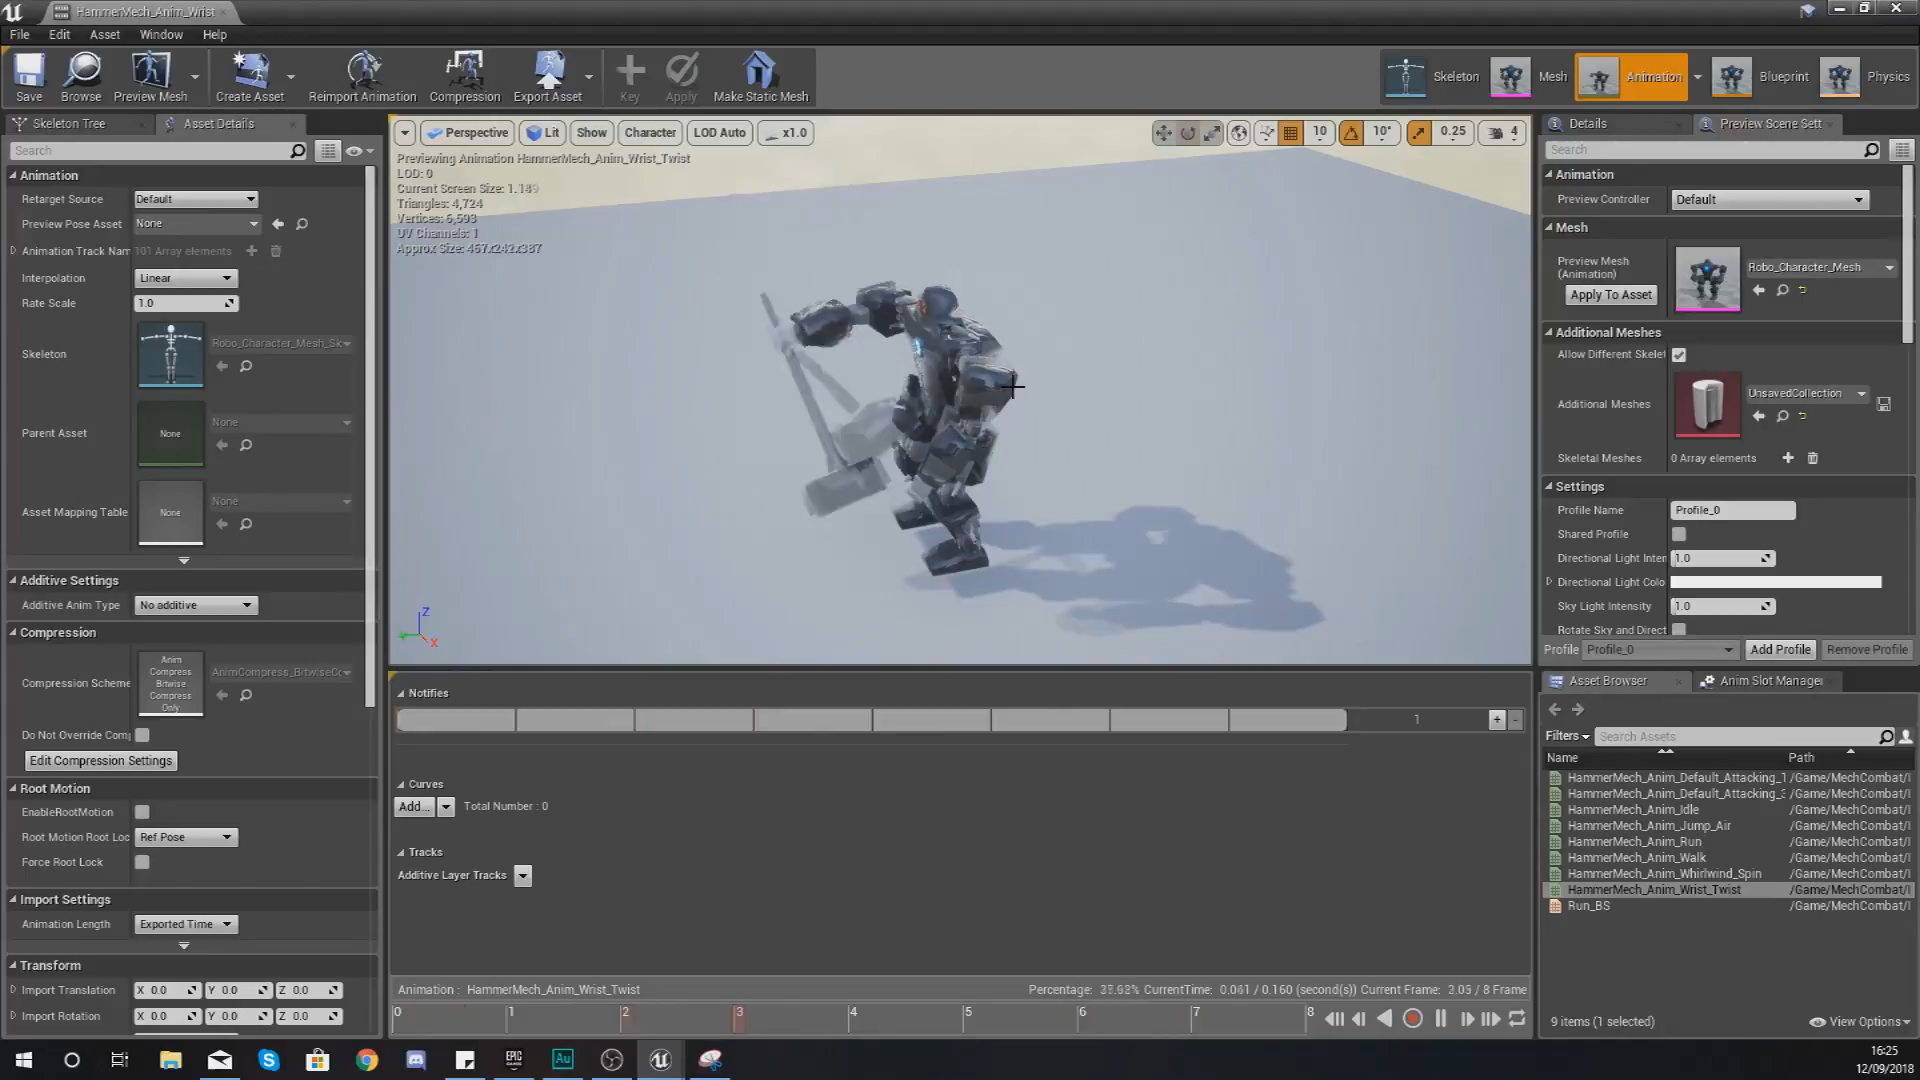 HammerMech_Anim_Wrist_
File Edit Asset Window Help
Save Browse Preview Mesh Create Asset Reimport Animation Compression Export Asset Key Apply Make Static Mesh
Skeleton Mesh Animation Blueprint Physics
Skeleton Tree Asset Details
Search
Animation
Retarget Source Default
Preview Pose Asset None
Animation Track Nam 101 Array elements
Interpolation Linear
Rate Scale 1.0
Skeleton Robo_Character_Mesh_Sk
Parent Asset None None
Asset Mapping Table None None
Additive Settings
Additive Anim Type No additive
Compression
Compression Scheme
Anim
Compress
Bitwise
Compress
Only
AnimCompress_BitwiseCo
Do Not Override Comp
Edit Compression Settings
Root Motion
EnableRootMotion
Root Motion Root Loc Ref Pose
Force Root Lock
Import Settings
Animation Length Exported Time
Transform
Import Translation X 0.0 Y 0.0 Z 0.0
Import Rotation X 0.0 Y 0.0 Z 0.0
Perspective Lit Show Character LOD Auto x1.0
10 10° 0.25 4
Previewing Animation HammerMech_Anim_Wrist_Twist
LOD: 0
Current Screen Size: 1.189
Triangles: 4,724
Vertices: 6,593
UV Channels: 1
Approx Size: 467x242x387
Z
X
Notifies
1
Curves
Add... Total Number : 0
Tracks
Additive Layer Tracks
Animation : HammerMech_Anim_Wrist_Twist
Percentage: CurrentTime: 0.061 / 0.160 (second(s)) Current Frame: / 8 Frame
0 1 2 3 4 5 6 7 8
Details Preview Scene Sett
Search
Animation
Preview Controller Default
Mesh
Preview Mesh
(Animation)
Apply To Asset
Robo_Character_Mesh
Additional Meshes
Allow Different Skelet
Additional Meshes UnsavedCollection
Skeletal Meshes 0 Array elements
Settings
Profile Name Profile_0
Shared Profile
Directional Light Inten 1.0
Directional Light Colo
Sky Light Intensity 1.0
Rotate Sky and Direct
Profile Profile_0 Add Profile Remove Profile
Asset Browser Anim Slot Manager
Filters Search Assets
Name Path
HammerMech_Anim_Default_Attacking_1 /Game/MechCombat/
HammerMech_Anim_Default_Attacking_3 /Game/MechCombat/
HammerMech_Anim_Idle /Game/MechCombat/
HammerMech_Anim_Jump_Air /Game/MechCombat/
HammerMech_Anim_Run /Game/MechCombat/
HammerMech_Anim_Walk /Game/MechCombat/
HammerMech_Anim_Whirlwind_Spin /Game/MechCombat/
HammerMech_Anim_Wrist_Twist /Game/MechCombat/
Run_BS /Game/MechCombat/
9 items (1 selected) View Options
EPIC
Au
16:25
12/09/2018